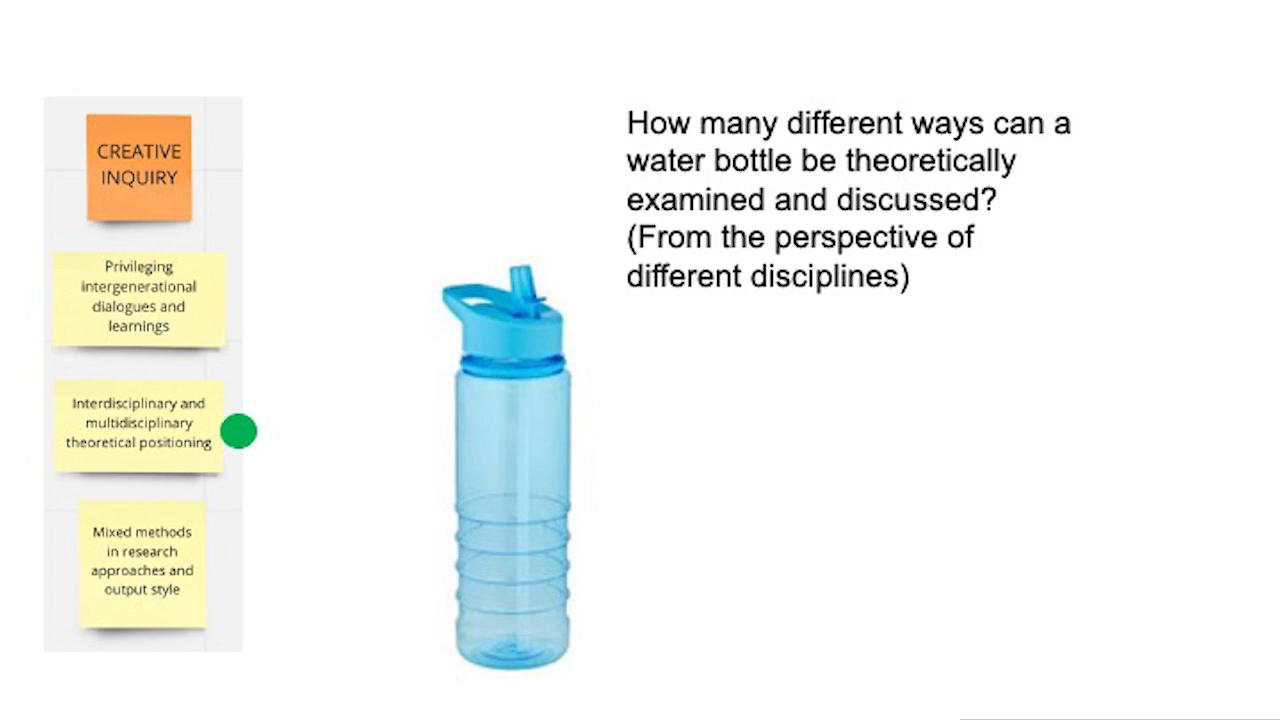 CREATIVE
INQUIRY
Privileging
intergenerational
dialogues and
learnings
Interdisciplinary and
multidisciplinary
theoretical positioning
Mixed methods
in research
approaches and
output style
How many different ways can a
water bottle be theoretically
examined and discussed?
(From the perspective of
different disciplines)